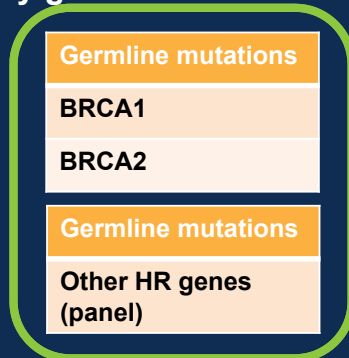 Germline mutations
BRCA1
BRCA2
Germline mutations
Other HR genes
(panel)